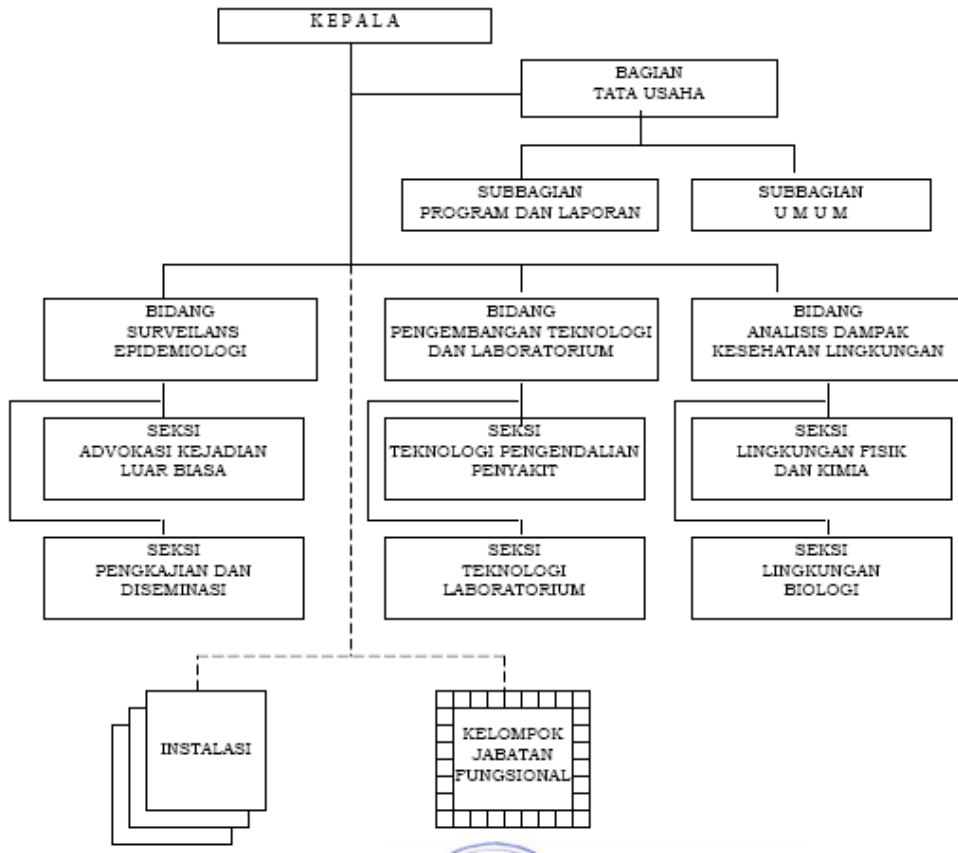 K E P A L A
BAGIAN
TATA USAHA
SUBBAGIAN
PROGRAM DAN LAPORAN
SUBBAGIAN
U M U M
BIDANG
SURVEILANS
EPIDEMIOLOGI
BIDANG
PENGEMBANGAN TEKNOLOGI
DAN LABORATORIUM
BIDANG
ANALISIS DAMPAK
KESEHATAN LINGKUNGAN
SEKSI
ADVOKASI KEJADIAN
LUAR BIASA
SEKSI
TEKNOLOGI PENGENDALIAN
PENYAKIT
SEKSI
LINGKUNGAN FISIK
DAN KIMIA
SEKSI
PENGKAJIAN DAN
DISEMINASI
SEKSI
TEKNOLOGI
LABORATORIUM
SEKSI
LINGKUNGAN
BIOLOGI
INSTALASI
KELOMPOK
JABATAN
FUNGSIONAL